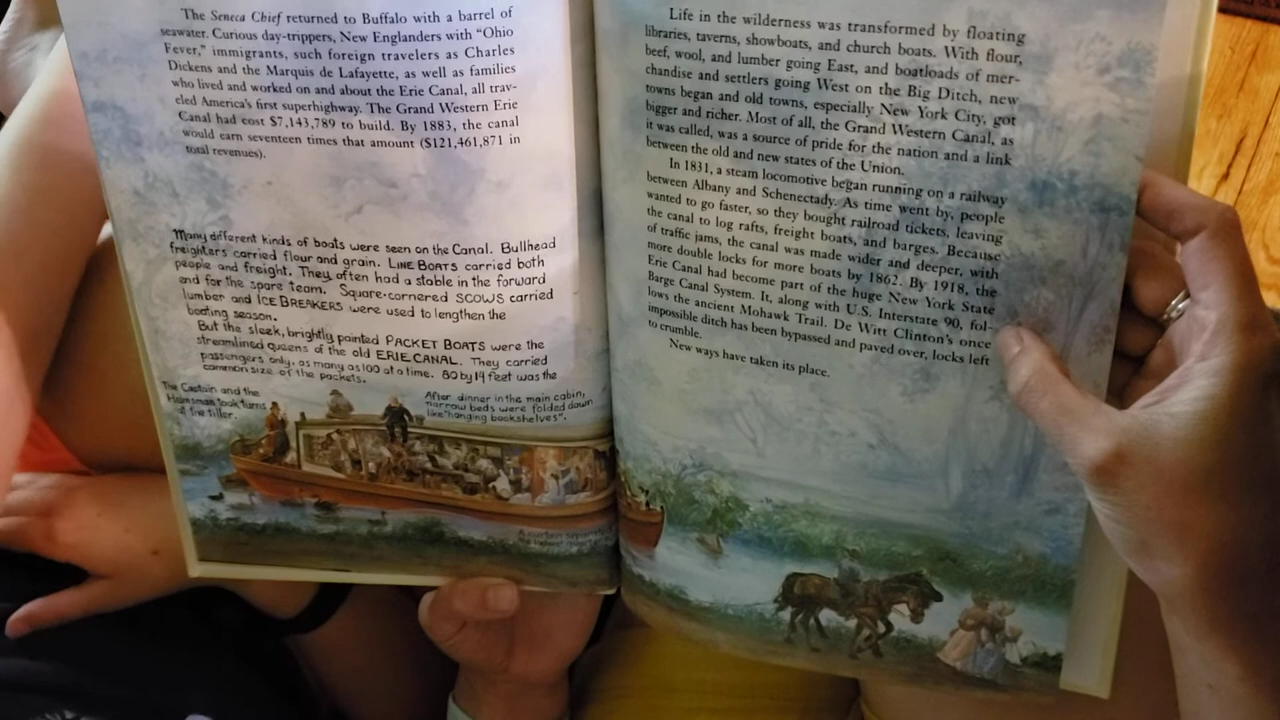 The Seneca Chief returned to Buffalo with a barrel of
seawater. Curious day-trippers, New Englanders with "Ohio
Fever," immigrants, such foreign travelers as Charles
Dickens and the Marquis de Lafayette, as well as families
who lived and worked on and about the Erie Canal, all trav-
eled America's first superhighway. The Grand Western Erie
Canal had cost $7,143,789 to build. By 1883, the canal
would earn seventeen times that amount ($121,461,871 in
total revenues).
Many different kinds of boats were seen on the Canal. Bullhead
freighters carried flour and grain. LINE BOATS carried both
people and freight. They often had a stable in the forward
end for the spare team. Square-cornered SCOWS carried
lumber and ICE BREAKERS were used to lengthen the
boating season.
But the sleek, brightly painted PACKET BOATS were the
streamlined queens of the old ERIE CANAL. They carried
passengers only, as many as 100 at a time. 80 by 14 feet was the
common size of the packets.
The Captain and the
Helmsman took turns
at the tiller.
After dinner in the main cabin,
narrow beds were folded down
like "hanging bookshelves".
A curtain
Life in the wilderness was transformed by floating
libraries, taverns, showboats, and church boats. With flour,
beef, wool, and lumber going East, and boatloads of mer-
chandise and settlers going West on the Big Ditch, new
towns began and old towns, especially New York City, got
bigger and richer. Most of all, the Grand Western Canal, as
it was called, was a source of pride for the nation and a link
between the old and new states of the Union.
In 1831, a steam locomotive began running on a railway
between Albany and Schenectady. As time went by, people
wanted to go faster, so they bought railroad tickets, leaving
the canal to log rafts, freight boats, and barges. Because
of traffic jams, the canal was made wider and deeper, with
more double locks for more boats by 1862. By 1918, the
Erie Canal had become part of the huge New York State
Barge Canal System. It, along with U.S. Interstate 90, fol-
lows the ancient Mohawk Trail. De Witt Clinton's once
impossible ditch has been bypassed and paved over, locks left
to crumble.
New ways have taken its place.